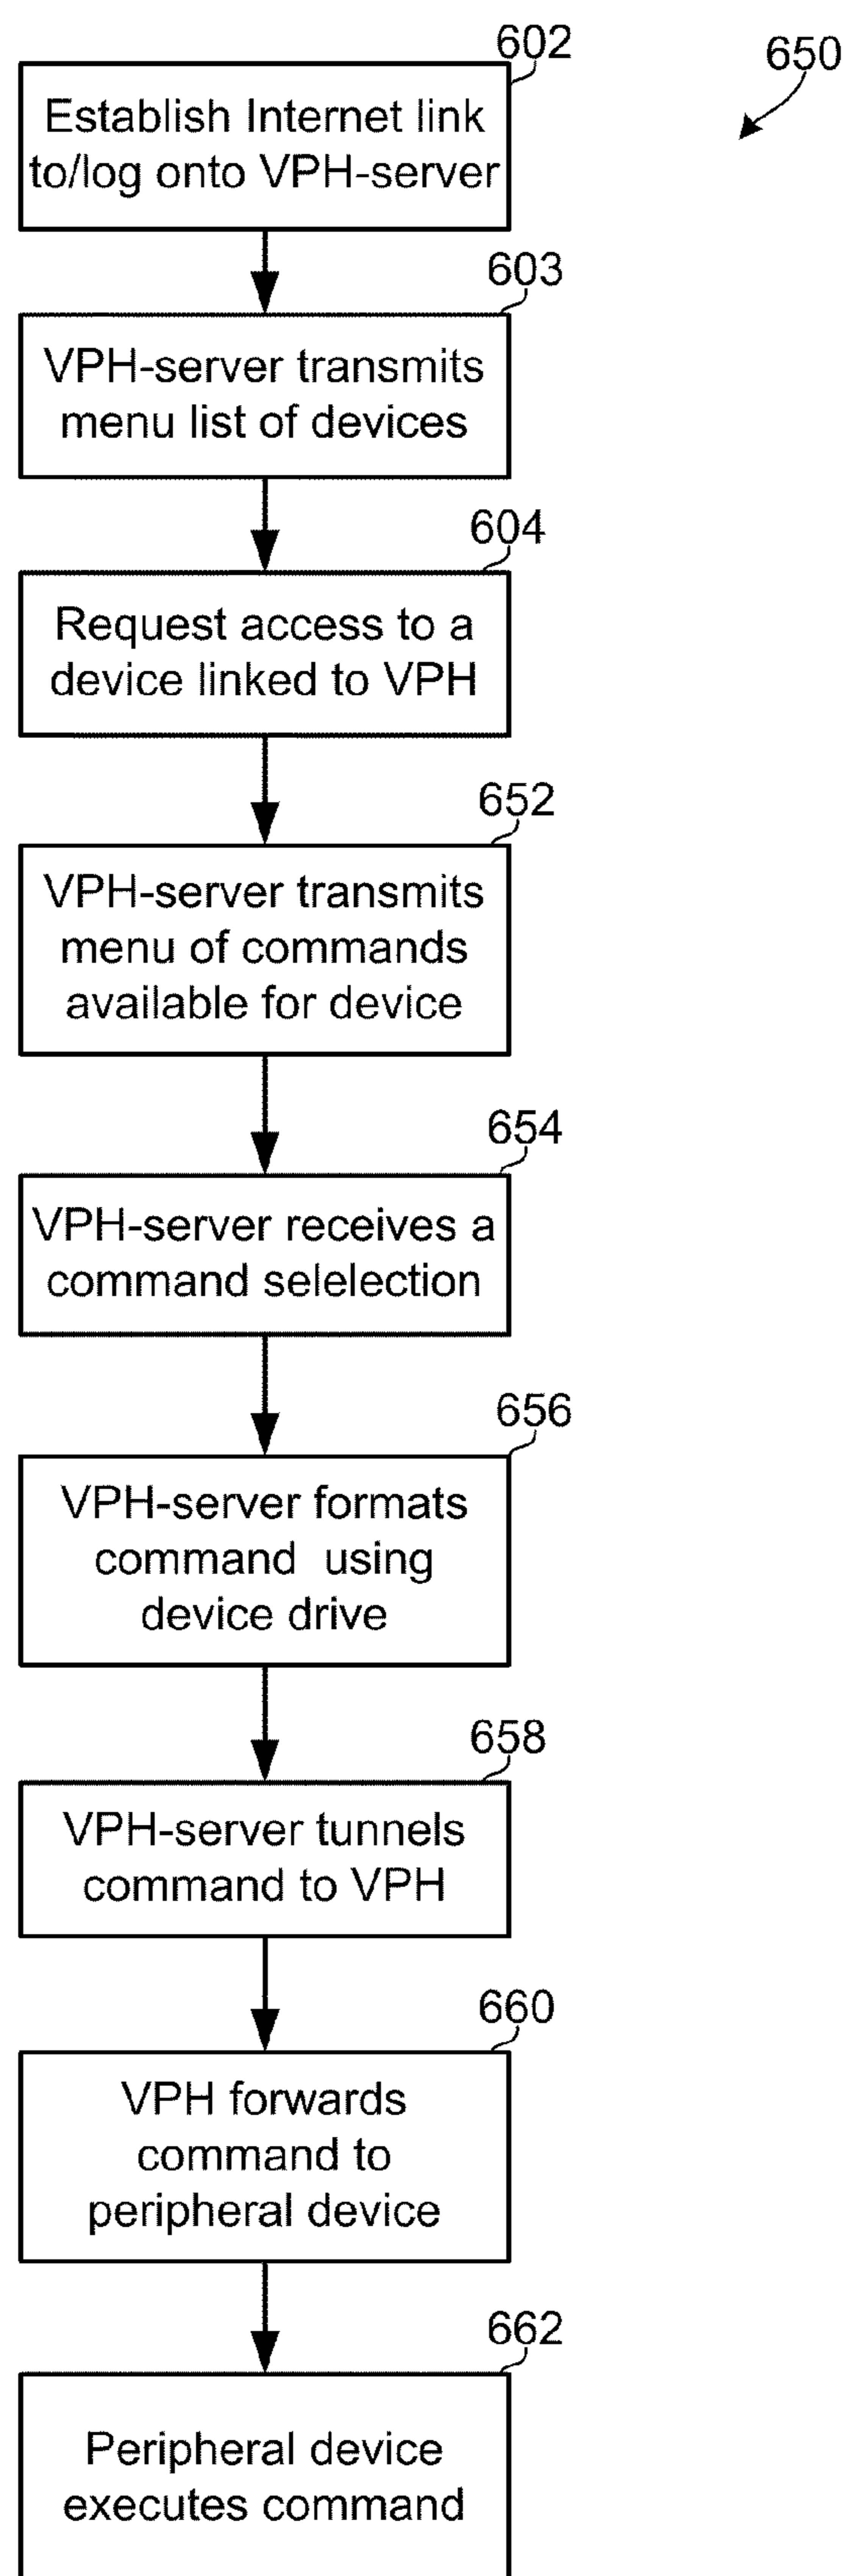 602
650
Establish Internet link
to/log onto VPH-server
603
VPH-server transmits
menu list of devices
604
Request access to a
device linked to VPH
652
VPH-server transmits
menu of commands
available for device
654
VPH-server receives a
command selelection
656
VPH-server formats
command using
device drive
658
VPH-server tunnels
command to VPH
660
VPH forwards
command to
peripheral device
662
Peripheral device
executes command